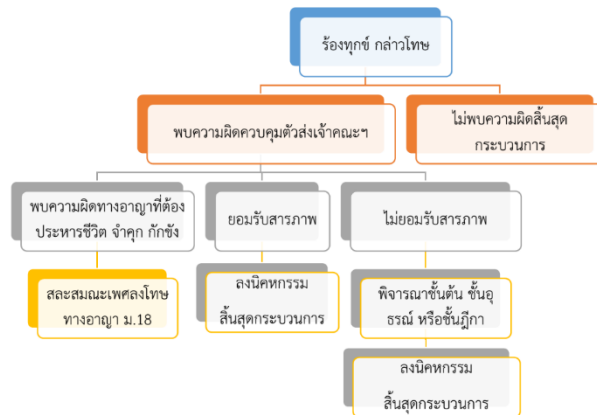 ร้องทุกข์ กล่าวโทษ
พบความผิดควบคุมตัวส่งเจ้าคณะฯ
ไม่พบความผิดสิ้นสุด
กระบวนการ
พบความผิดทางอาญาที่ต้อง
ประหารชีวิต จำคุก กักขัง
ยอมรับสารภาพ
ไม่ยอมรับสารภาพ
สละสมณะเพศลงโทษ
ทางอาญา ม.18
ลงนิคหกรรม
สิ้นสุดกระบวนการ
พิจารณาชั้นต้น ชั้นอุ
ธรณ์ หรือชั้นฎีกา
ลงนิคหกรรม
สิ้นสุดกระบวนการ